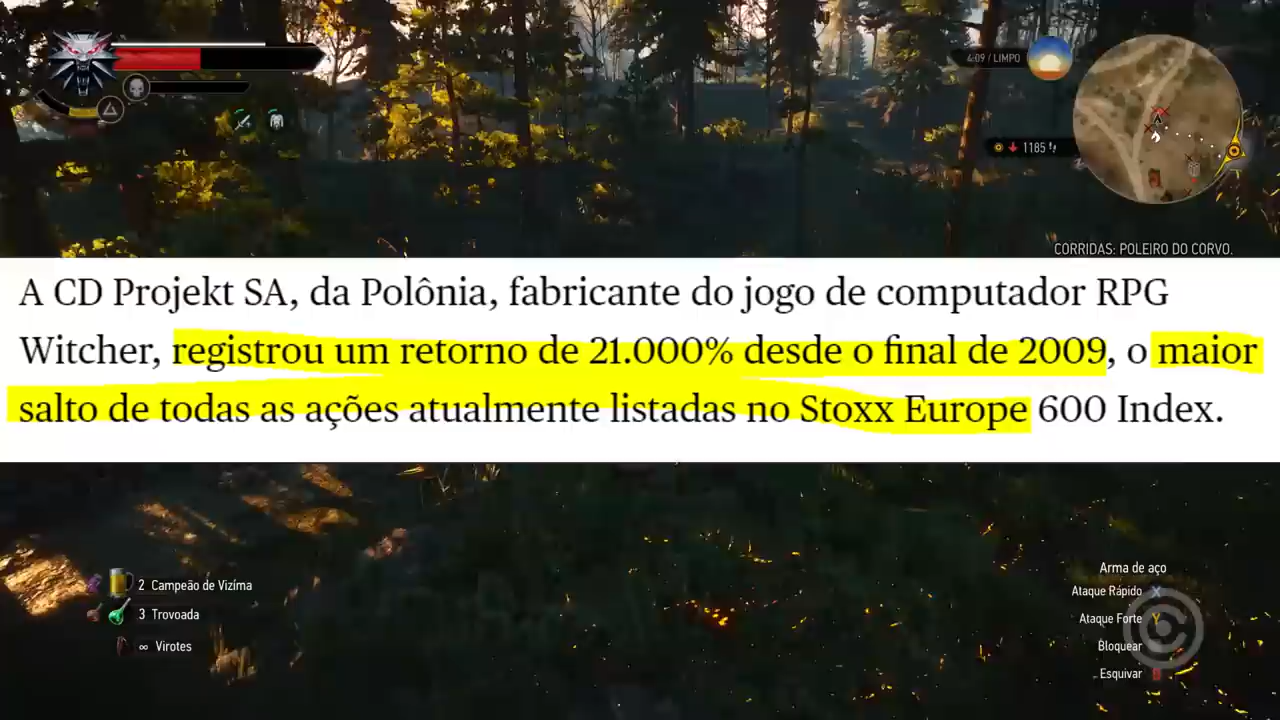 4:09 / LIMPO
1185
CORRIDAS: POLEIRO DO CORVO.
A CD Projekt SA, da Polônia, fabricante do jogo de computador RPG
Witcher, registrou um retorno de 21.000% desde o final de 2009, o maior
salto de todas as ações atualmente listadas no Stoxx Europe 600 Index.
2 Campeão de Vizíma
3 Trovoada
∞ Virotes
Arma de aço
Ataque Rápido X
Ataque Forte Y
Bloquear
Esquivar B